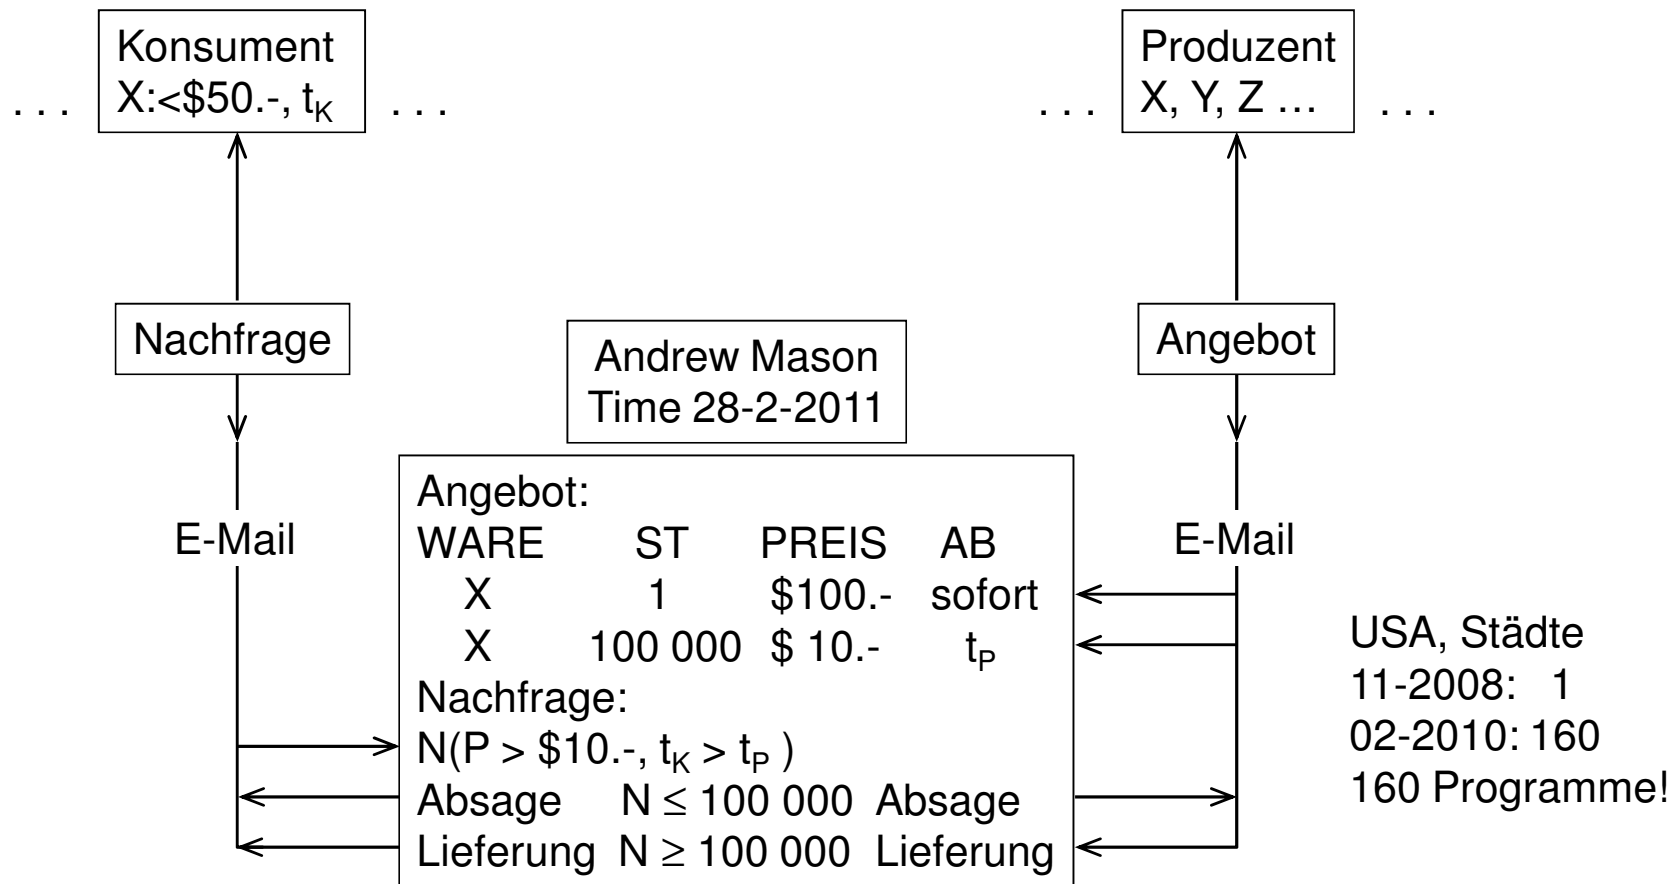 Konsument
X:<$50.-, tK
. . .
. . .
Produzent
X, Y, Z ...
. . .
. . .
Nachfrage
Andrew Mason
Time 28-2-2011
Angebot
E-Mail
Angebot:
WARE ST PREIS AB
X 1 $100.- sofort
X 100 000 $ 10.- tP
Nachfrage:
N(P > $10.-, tK > tP )
Absage N ≤ 100 000 Absage
Lieferung N ≥ 100 000 Lieferung
E-Mail
USA, Städte
11-2008: 1
02-2010: 160
160 Programme!